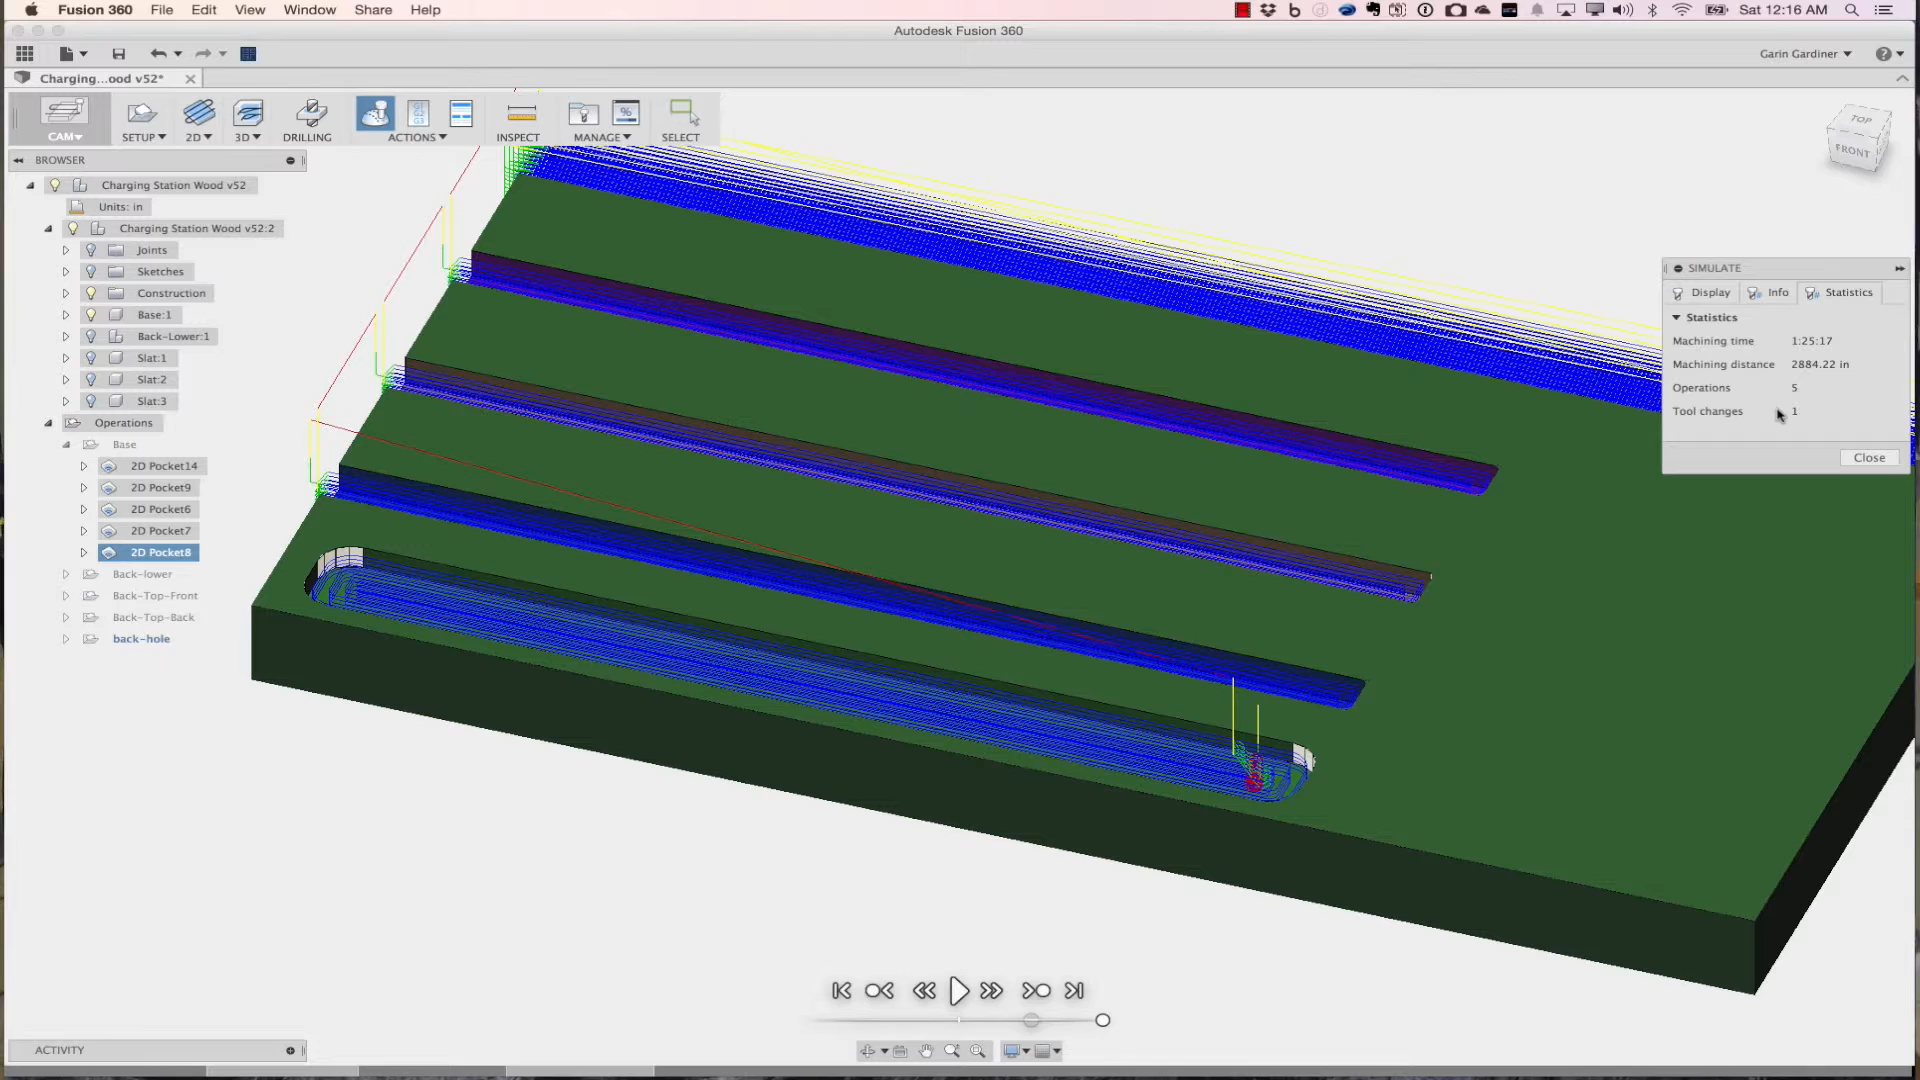 Fusion 360 File Edit View Window Share Help Sat 12:16 AM
Autodesk Fusion 360
Garin Gardiner
Charging...ood v52*
CAM SETUP 2D 3D DRILLING ACTIONS INSPECT MANAGE SELECT
G1
G2
G3
%
BROWSER
Charging Station Wood v52
Units: in
Charging Station Wood v52:2
Joints
Sketches
Construction
Base:1
Back-Lower:1
Slat:1
Slat:2
Slat:3
Operations
Base
2D Pocket14
2D Pocket9
2D Pocket6
2D Pocket7
2D Pocket8
Back-lower
Back-Top-Front
Back-Top-Back
back-hole
TOP
FRONT
SIMULATE
Display Info Statistics
Statistics
Machining time 1:25:17
Machining distance 2884.22 in
Operations 5
Tool changes 1
Close
ACTIVITY